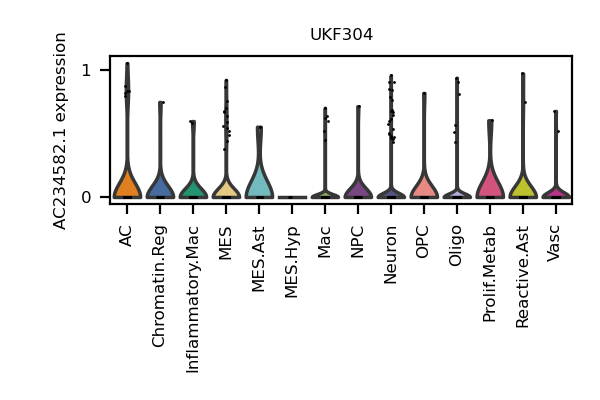 UKF304
AC234582.1 expression
1
0
AC
Chromatin.Reg
Inflammatory.Mac
MES
MES.Ast
MES.Hyp
Mac
NPC
Neuron
OPC
Oligo
Prolif.Metab
Reactive.Ast
Vasc